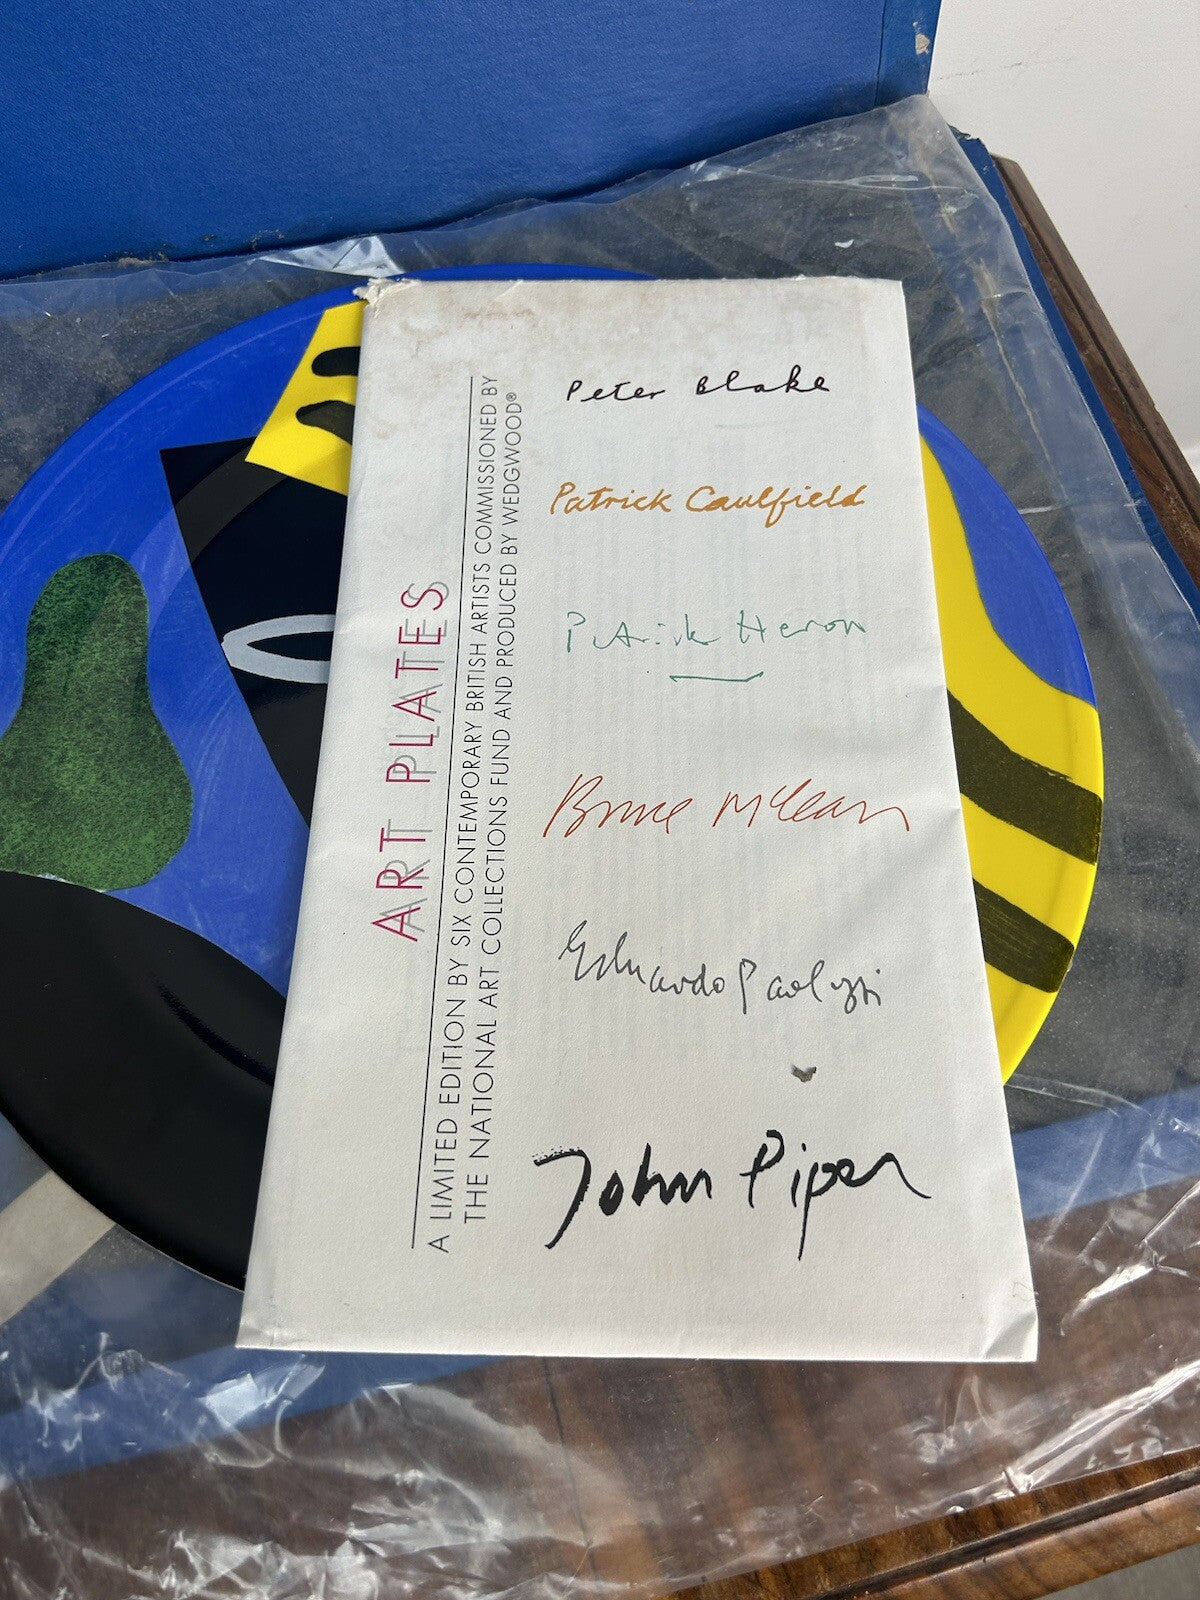 ART PLATES
A LIMITED EDITION BY SIX CONTEMPORARY BRITISH ARTISTS COMMISSIONED BY
THE NATIONAL ART COLLECTIONS FUND AND PRODUCED BY WEDGWOOD®
Peter Blake
Patrick Caulfield
Patrick Heron
Bruce McLean
Eduardo Paolozzi
John Piper